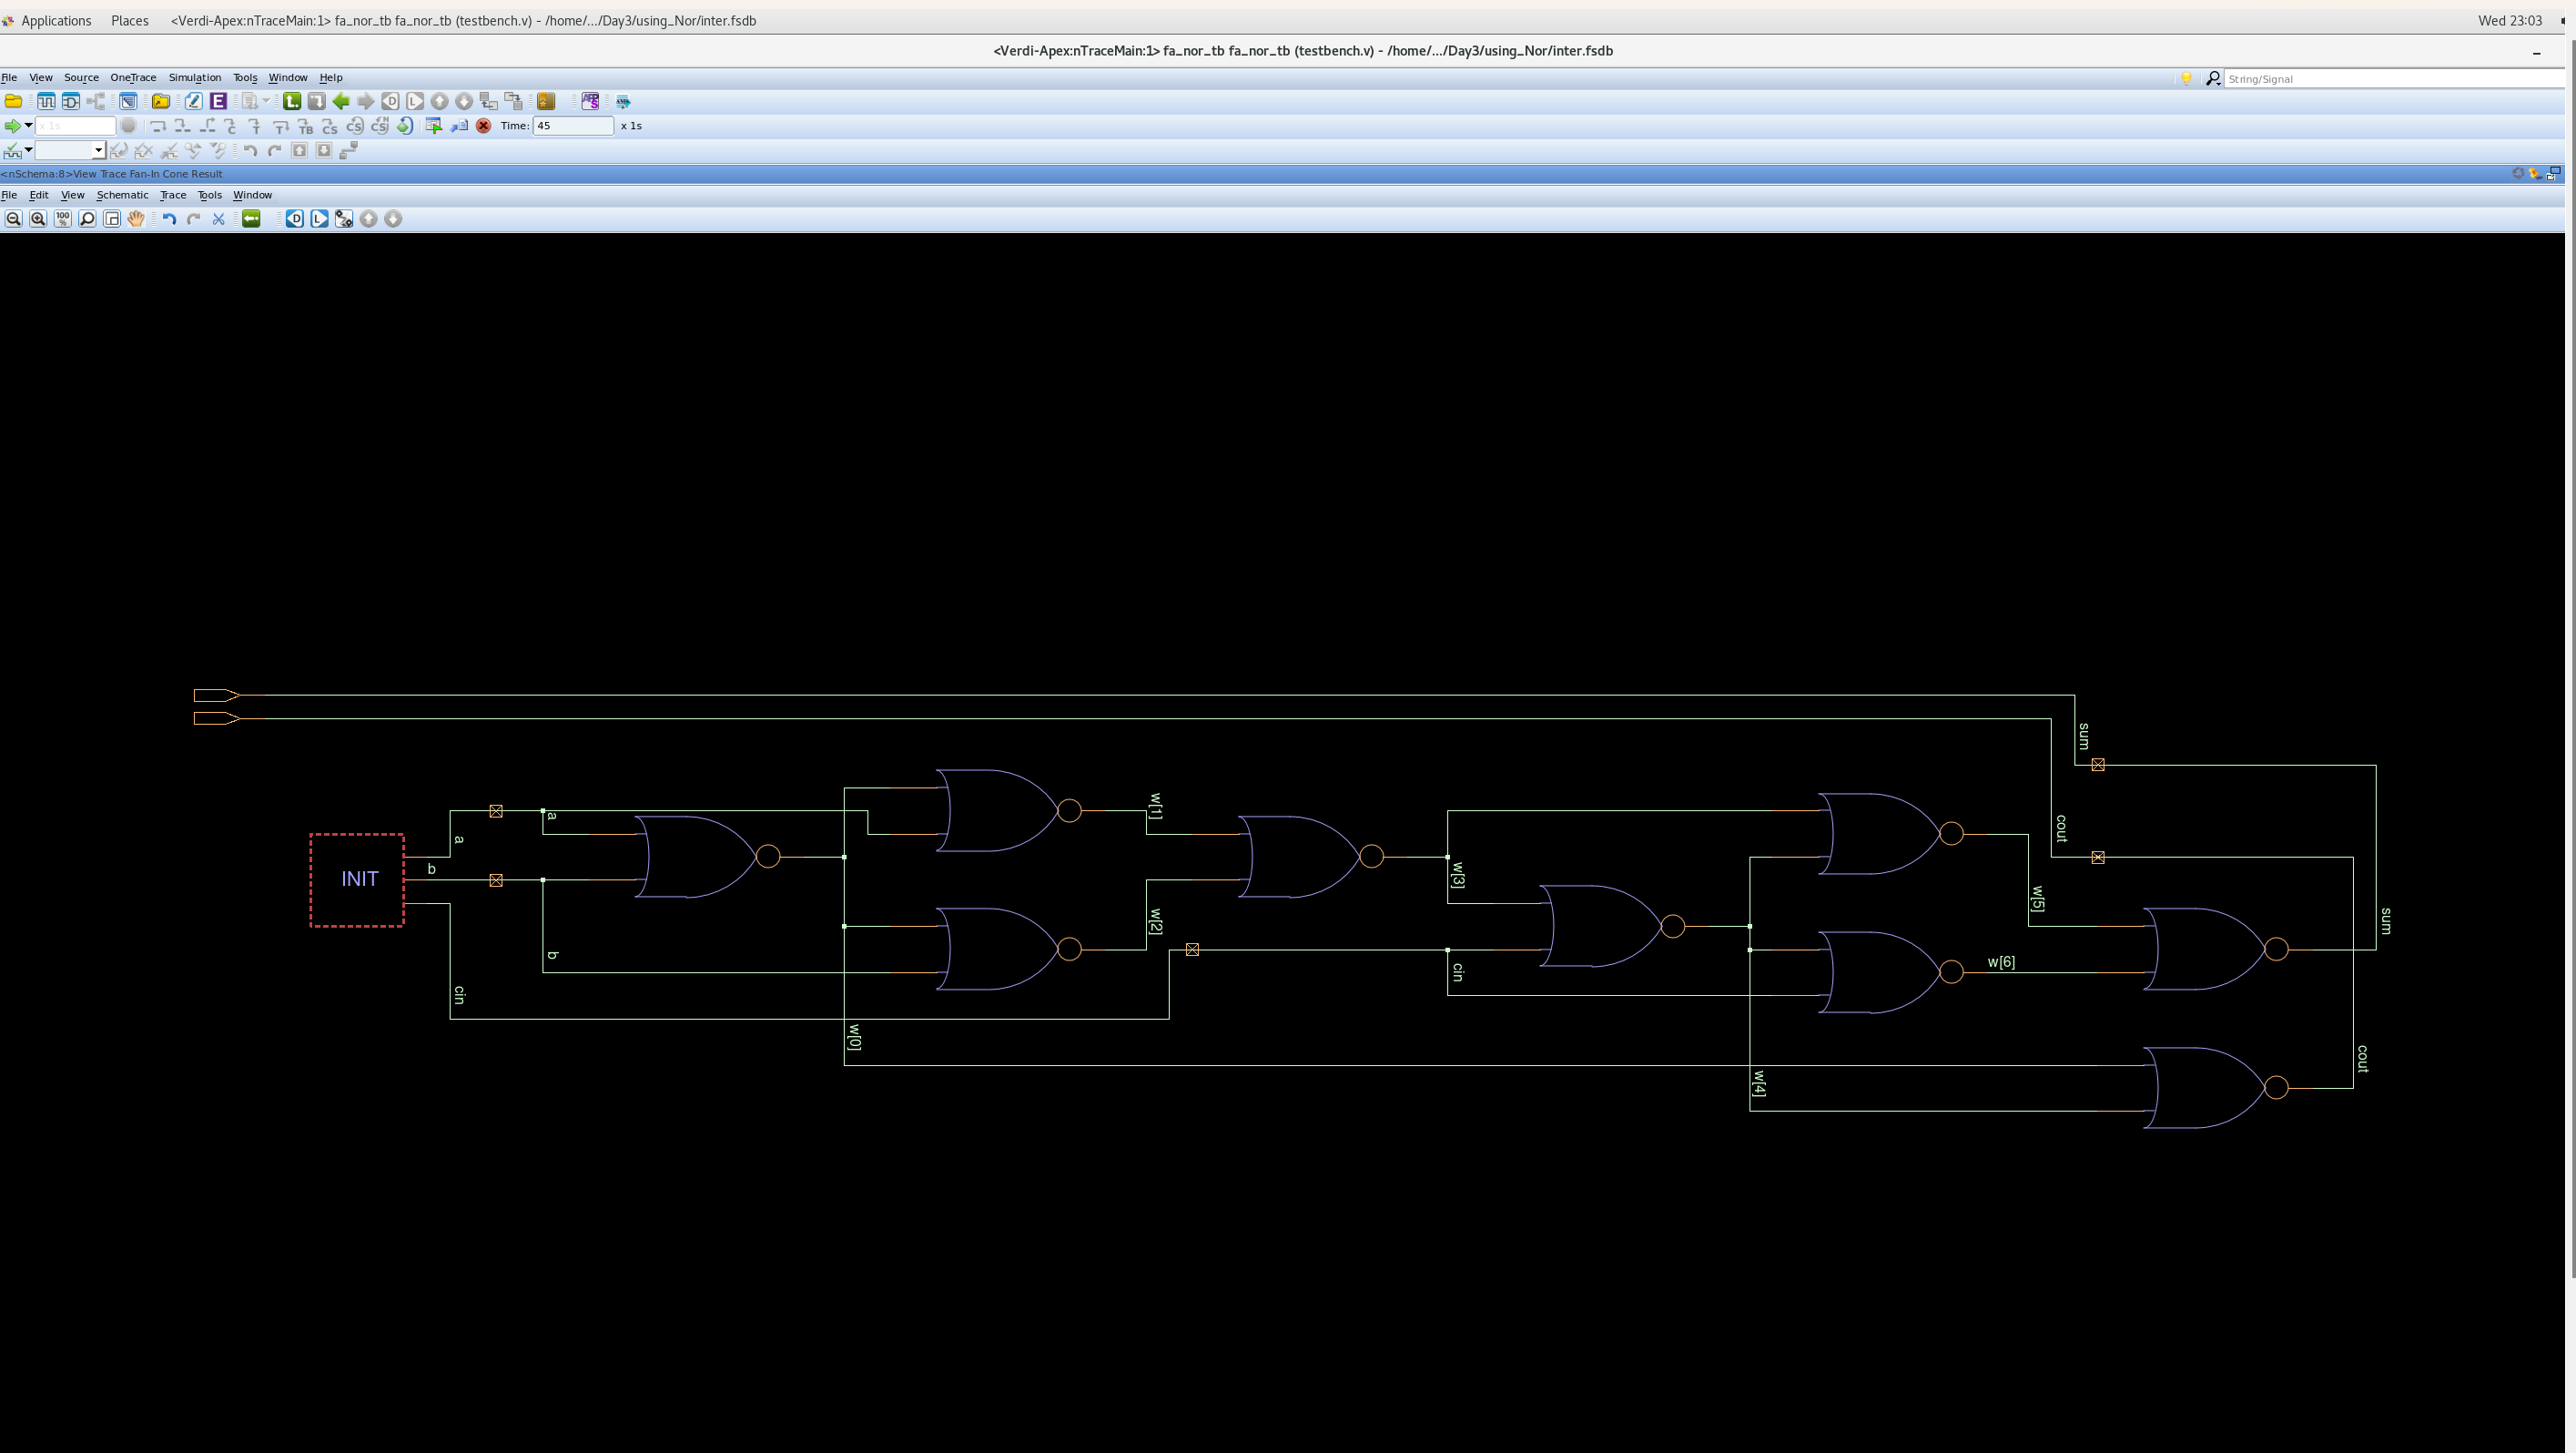 Applications Places <Verdi-Apex:nTraceMain:1> fa_nor_tb fa_nor_tb (testbench.v) - /home/.../Day3/using_Nor/inter.fsdb Wed 23:03
<Verdi-Apex:nTraceMain:1> fa_nor_tb fa_nor_tb (testbench.v) - /home/.../Day3/using_Nor/inter.fsdb
File View Source OneTrace Simulation Tools Window Help String/Signal
x 1s Time: 45 x 1s
<nSchema:8>View Trace Fan-In Cone Result
File Edit View Schematic Trace Tools Window
100 %
sum
w[1]
a
a
cout
b
INIT
w[3]
w[5]
w[2]
sum
b
w[6]
cin
cin
w[0]
cout
w[4]